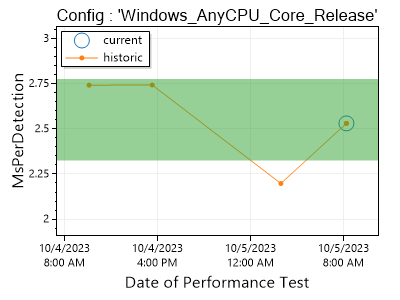 Config : 'Windows_AnyCPU_Core_Release'
current
historic
3
2.75
2.5
2.25
2
MsPerDetection
10/4/2023
8:00 AM
10/4/2023
4:00 PM
10/5/2023
12:00 AM
10/5/2023
8:00 AM
Date of Performance Test